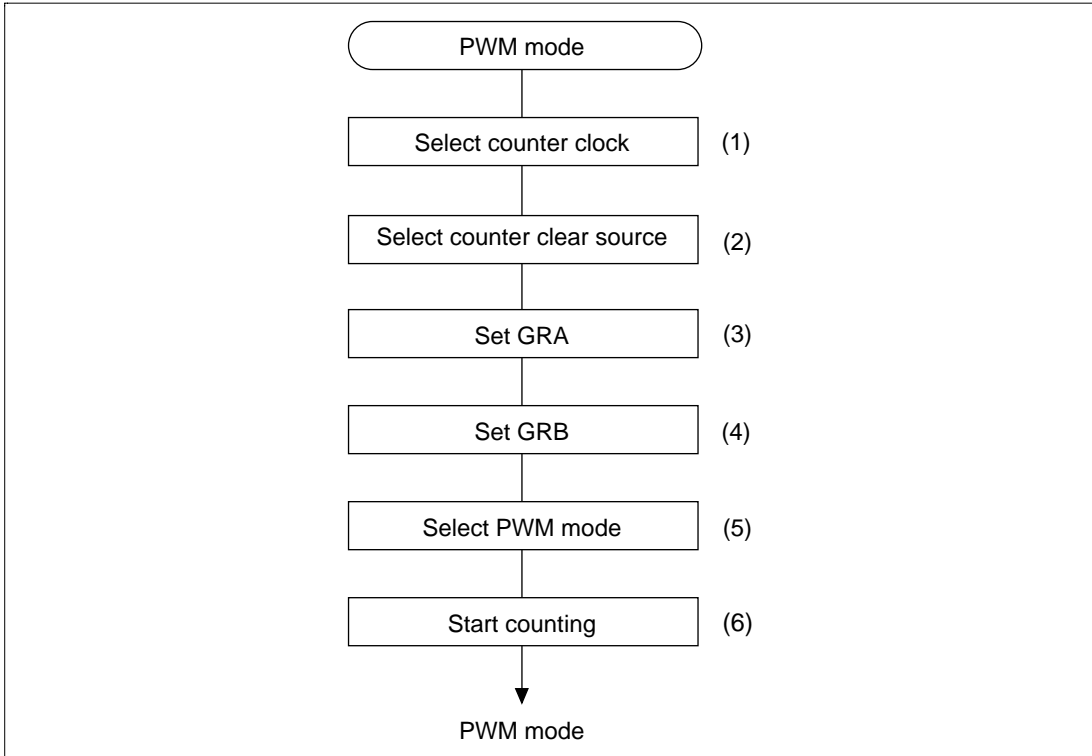 PWM mode
Select counter clock (1)
Select counter clear source (2)
Set GRA (3)
Set GRB (4)
Select PWM mode (5)
Start counting (6)
PWM mode